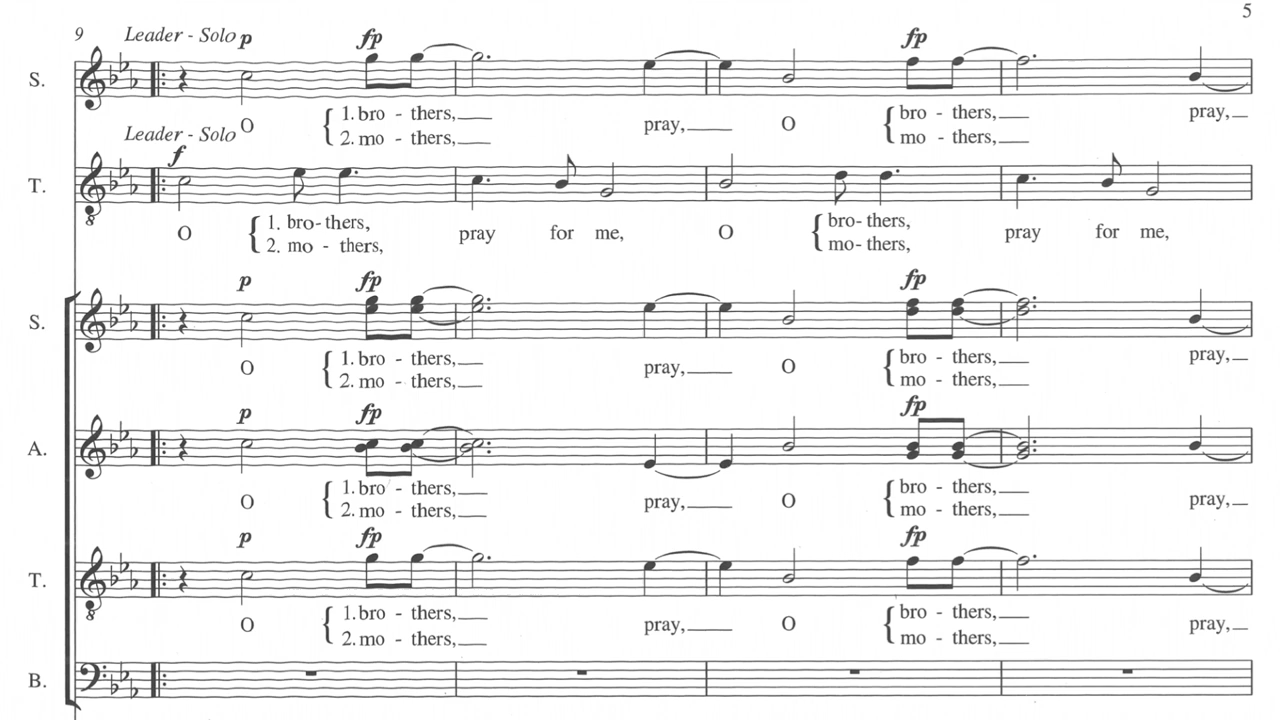 5
9 Leader - Solo p fp fp
S.
O { 1. bro - thers, pray, O { bro - thers, pray,
2. mo - thers, mo - thers,
Leader - Solo
f
T.
8
O { 1. bro-thers, pray for me, O { bro-thers, pray for me,
2. mo - thers, mo-thers,
p fp fp
S.
O { 1. bro - thers, pray, O { bro - thers, pray,
2. mo - thers, mo - thers,
p fp fp
A.
O { 1. bro - thers, pray, O { bro - thers, pray,
2. mo - thers, mo - thers,
p fp fp
T.
8
O { 1. bro - thers, pray, O { bro - thers, pray,
2. mo - thers, mo - thers,
B.